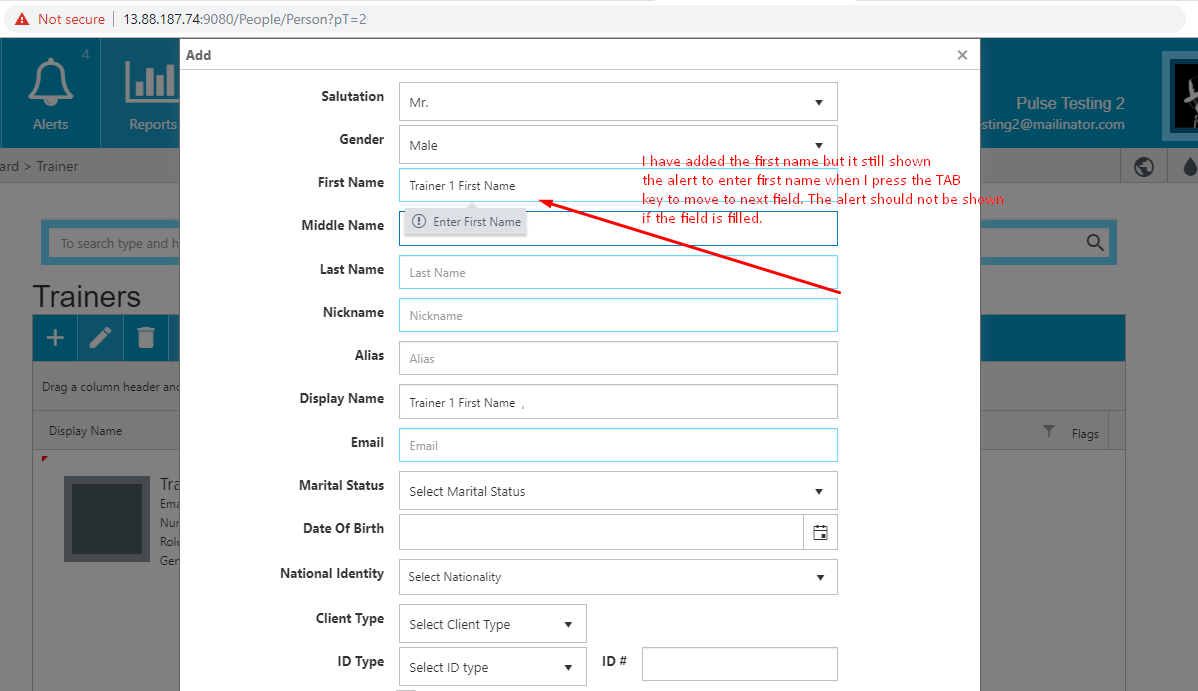 Not secure | 13.88.187.74:9080/People/Person?pT=2
Add
4
Alerts
Reports
Pulse Testing 2
sting2@mailinator.com
ard > Trainer
Salutation Mr.
Gender Male
I have added the first name but it still shown
the alert to enter first name when I press the TAB
key to move to next field. The alert should not be shown
if the field is filled.
First Name Trainer 1 First Name
Enter First Name
Middle Name
To search type and h
Last Name Last Name
Trainers
Nickname Nickname
Alias Alias
Drag a column header and
Display Name Trainer 1 First Name ,
Display Name
Flags
Email Email
Marital Status Select Marital Status
Tra
Ema
Nur
Role
Gen
Date Of Birth
National Identity Select Nationality
Client Type Select Client Type
ID Type Select ID type ID #